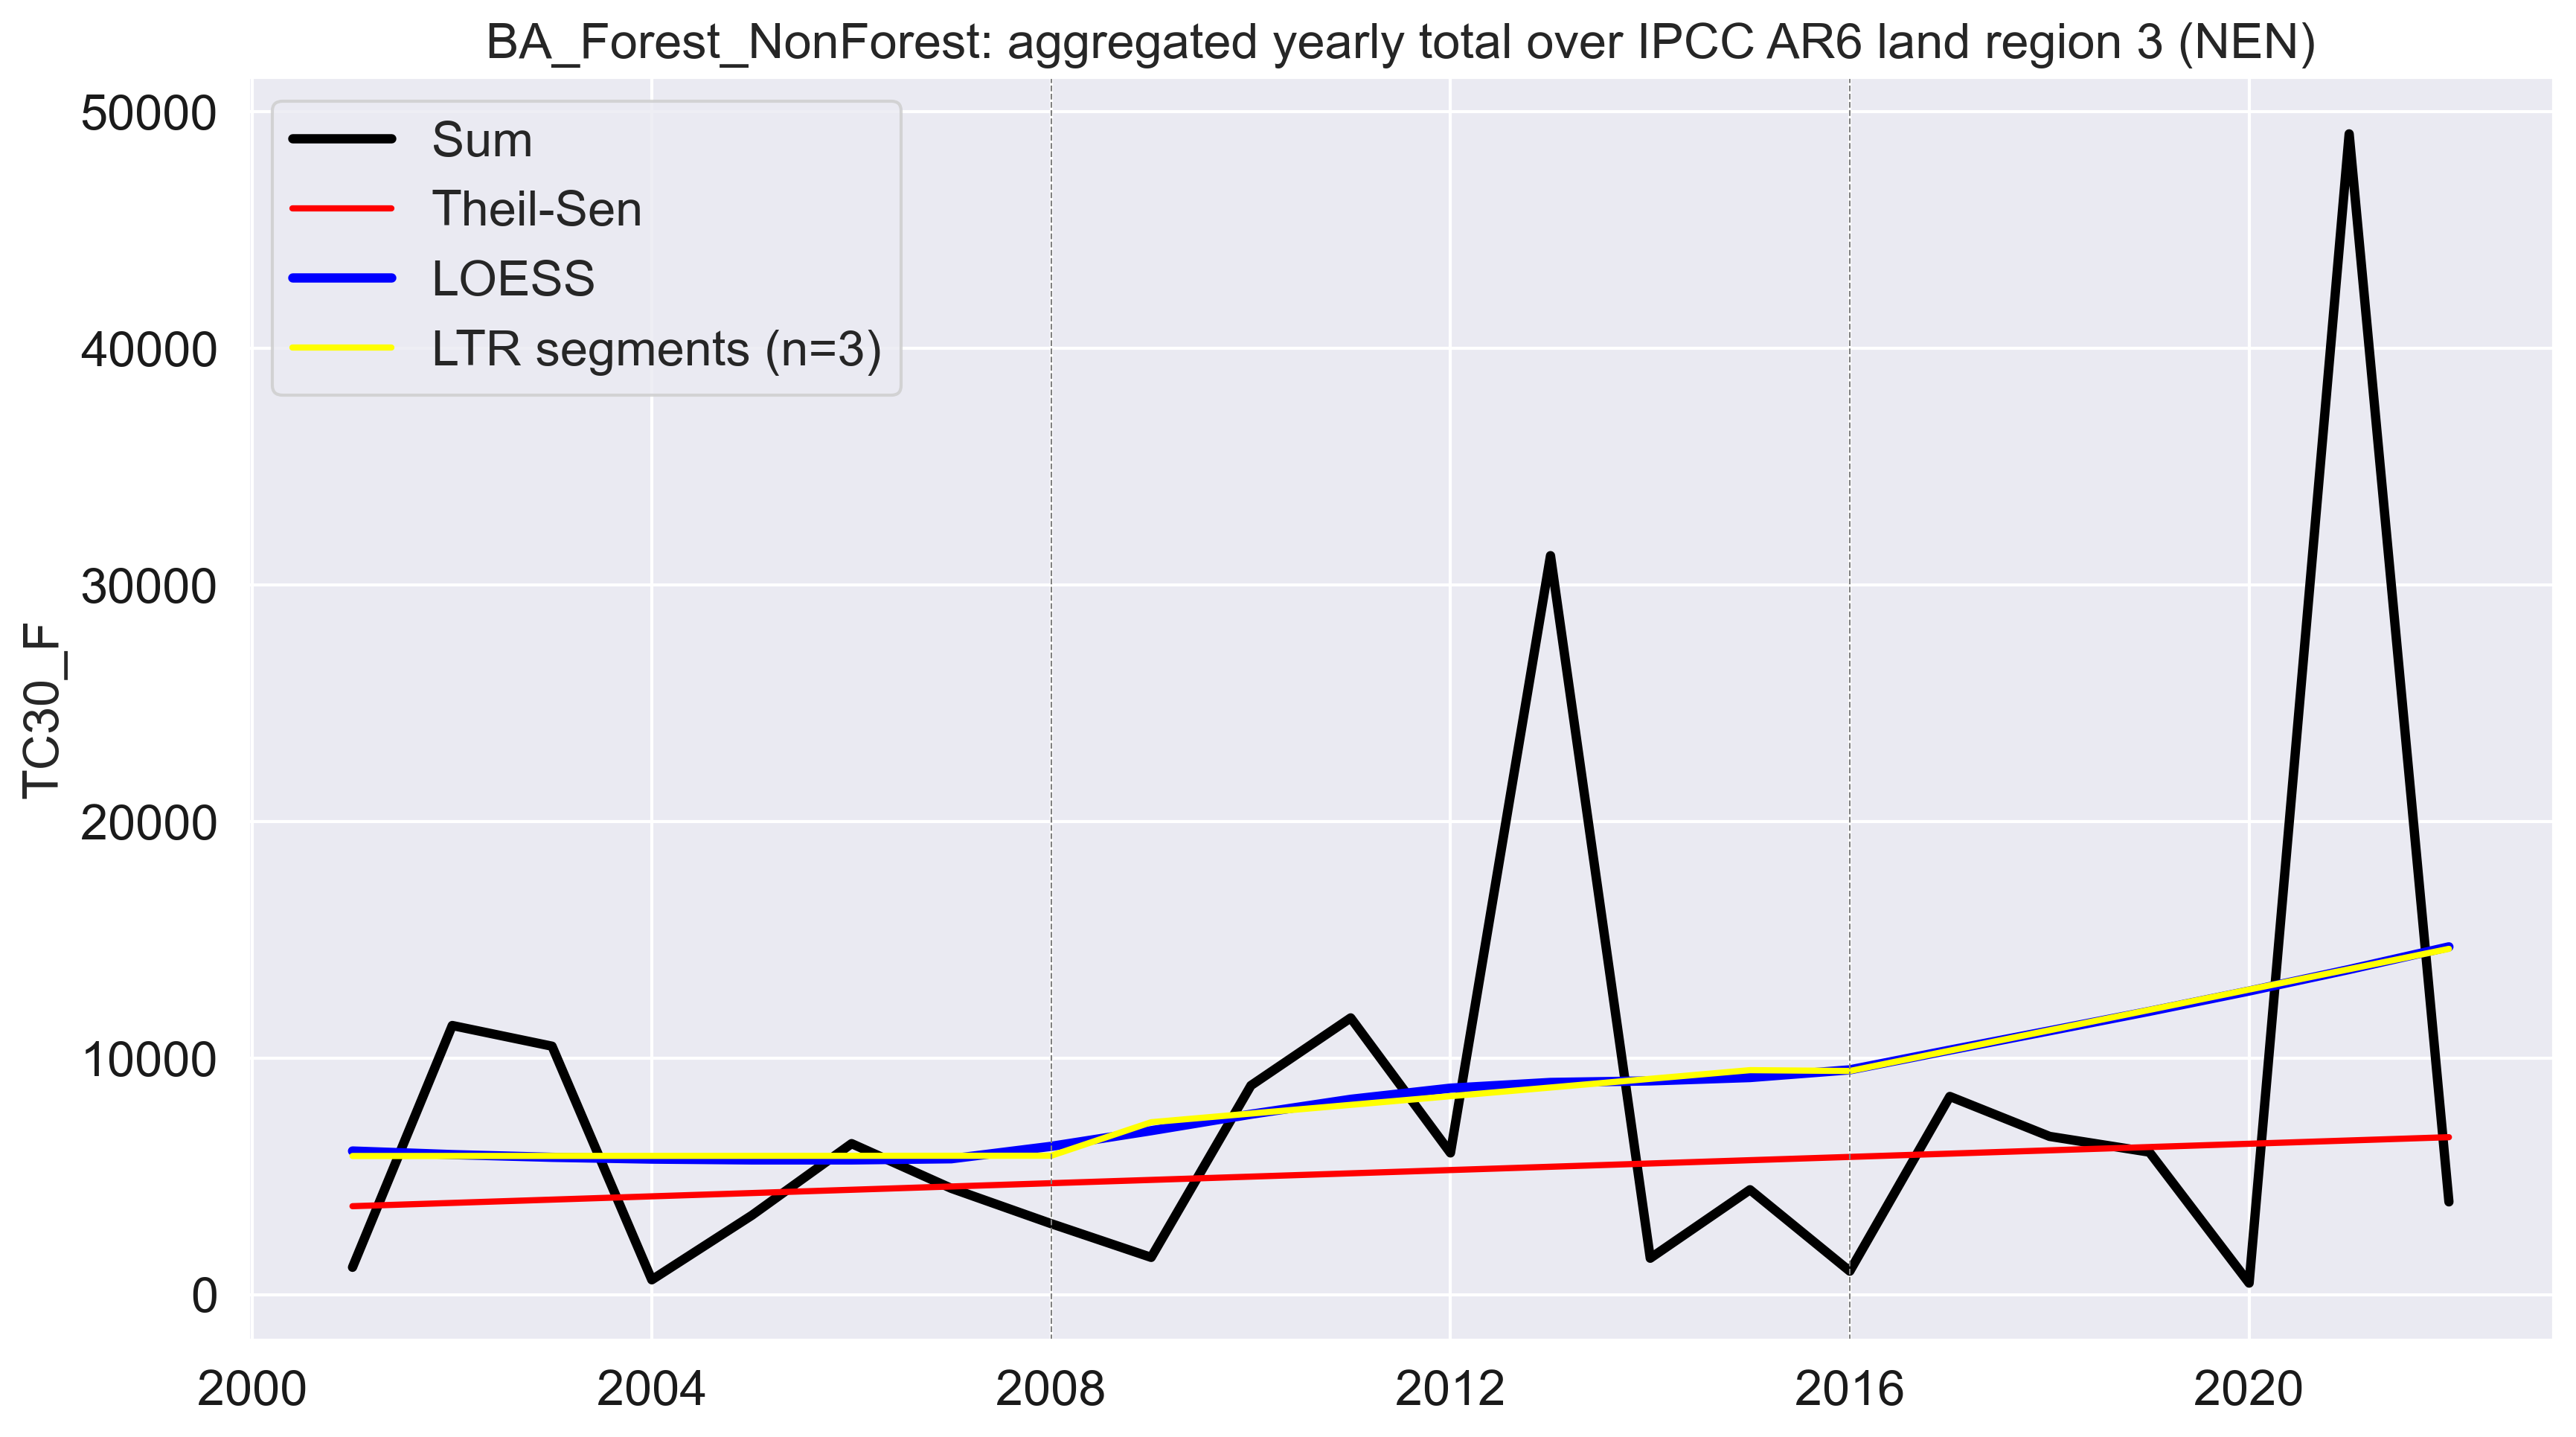 BA_Forest_NonForest: aggregated yearly total over IPCC AR6 land region 3 (NEN)
Sum
Theil-Sen
LOESS
LTR segments (n=3)
TC30_F
50000
40000
30000
20000
10000
0
2000 2004 2008 2012 2016 2020